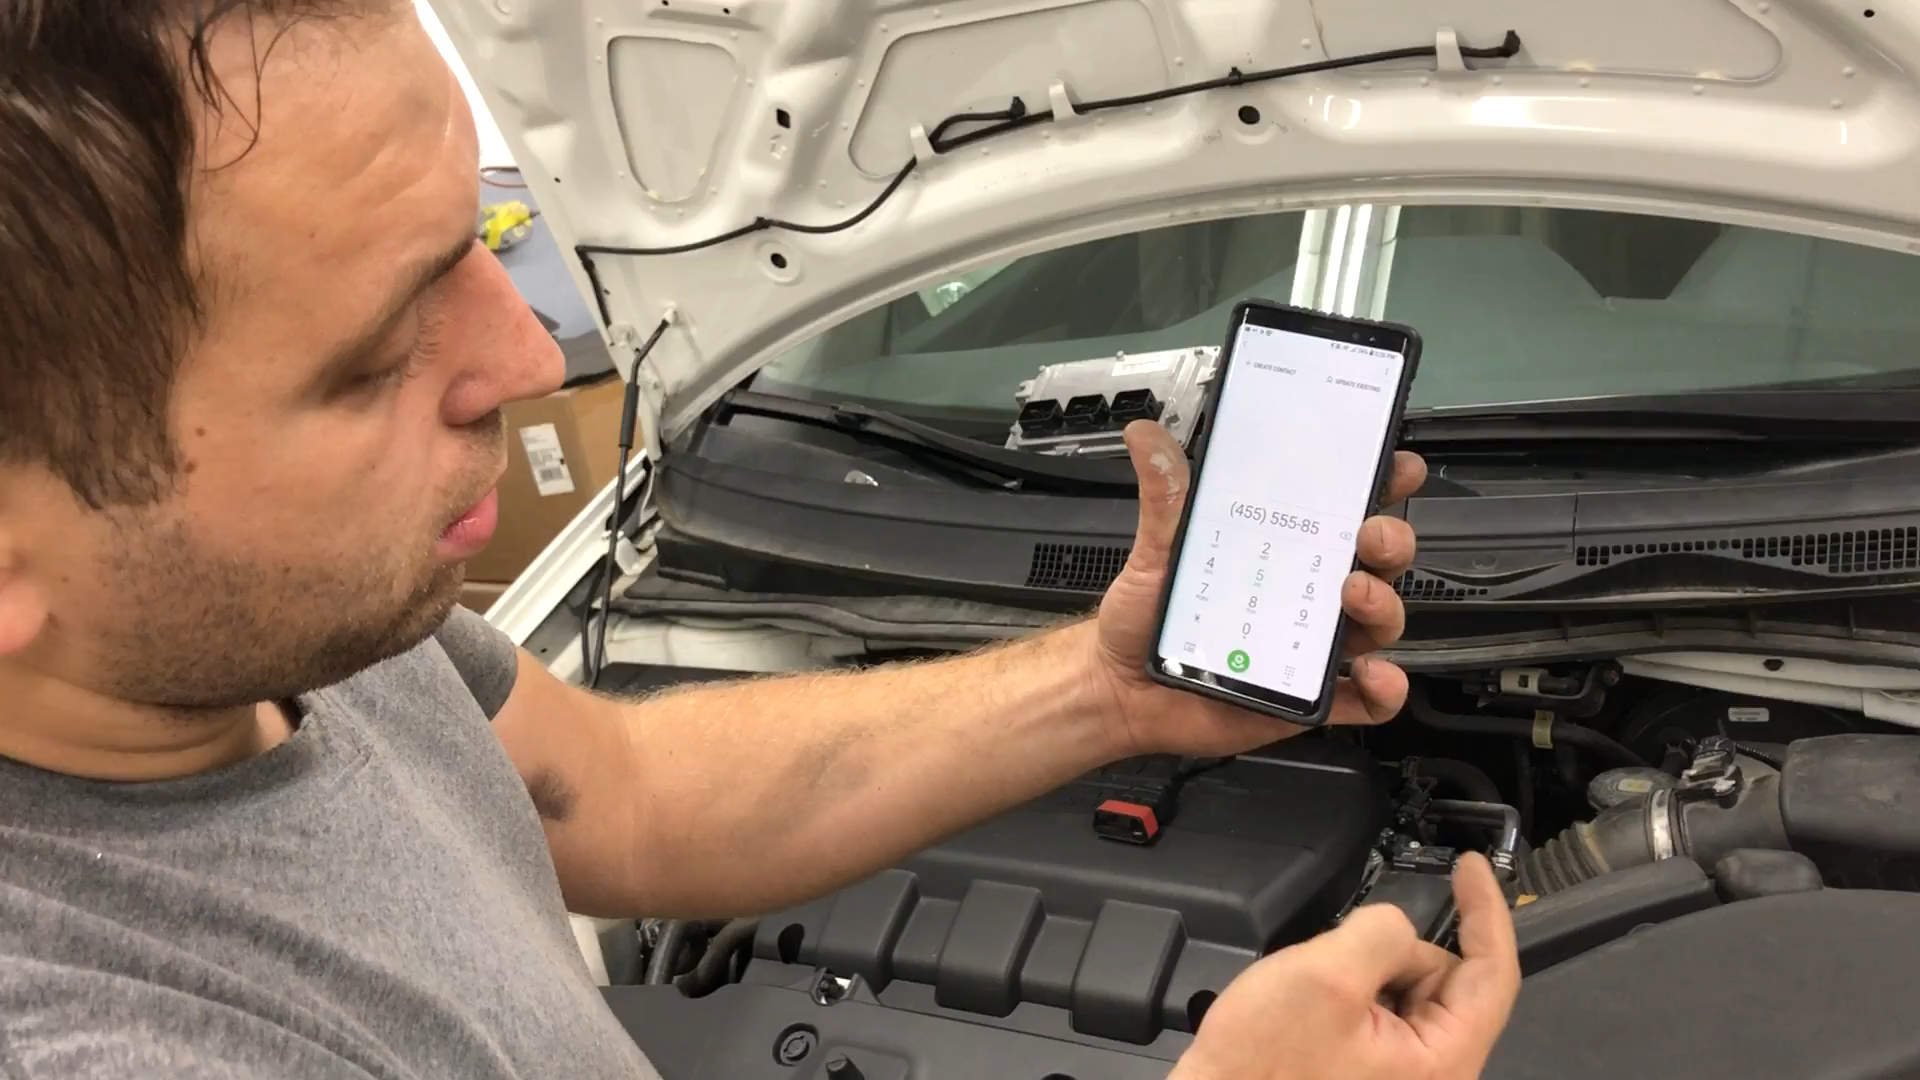 CREATE CONTACT
UPDATE EXISTING
(455) 555-85
1 2 3
4 5 6
7 8 9
* 0 #